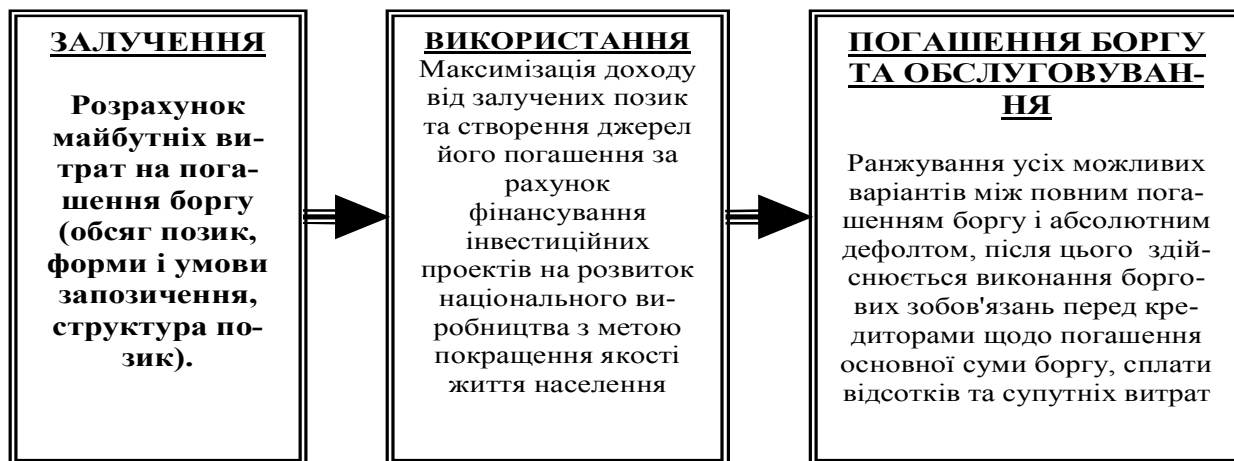 ЗАЛУЧЕННЯ
Розрахунок
майбутніх ви-
трат на пога-
шення боргу
(обсяг позик,
форми і умови
запозичення,
структура по-
зик).
ВИКОРИСТАННЯ
Максимізація доходу
від залучених позик
та створення джерел
його погашення за
рахунок
фінансування
інвестиційних
проектів на розвиток
національного ви-
робництва з метою
покращення якості
життя населення
ПОГАШЕННЯ БОРГУ
ТА ОБСЛУГОВУВАН-
НЯ
Ранжування усіх можливих
варіантів між повним пога-
шенням боргу і абсолютним
дефолтом, після цього здій-
снюється виконання борго-
вих зобов'язань перед кре-
диторами щодо погашення
основної суми боргу, сплати
відсотків та супутніх витрат